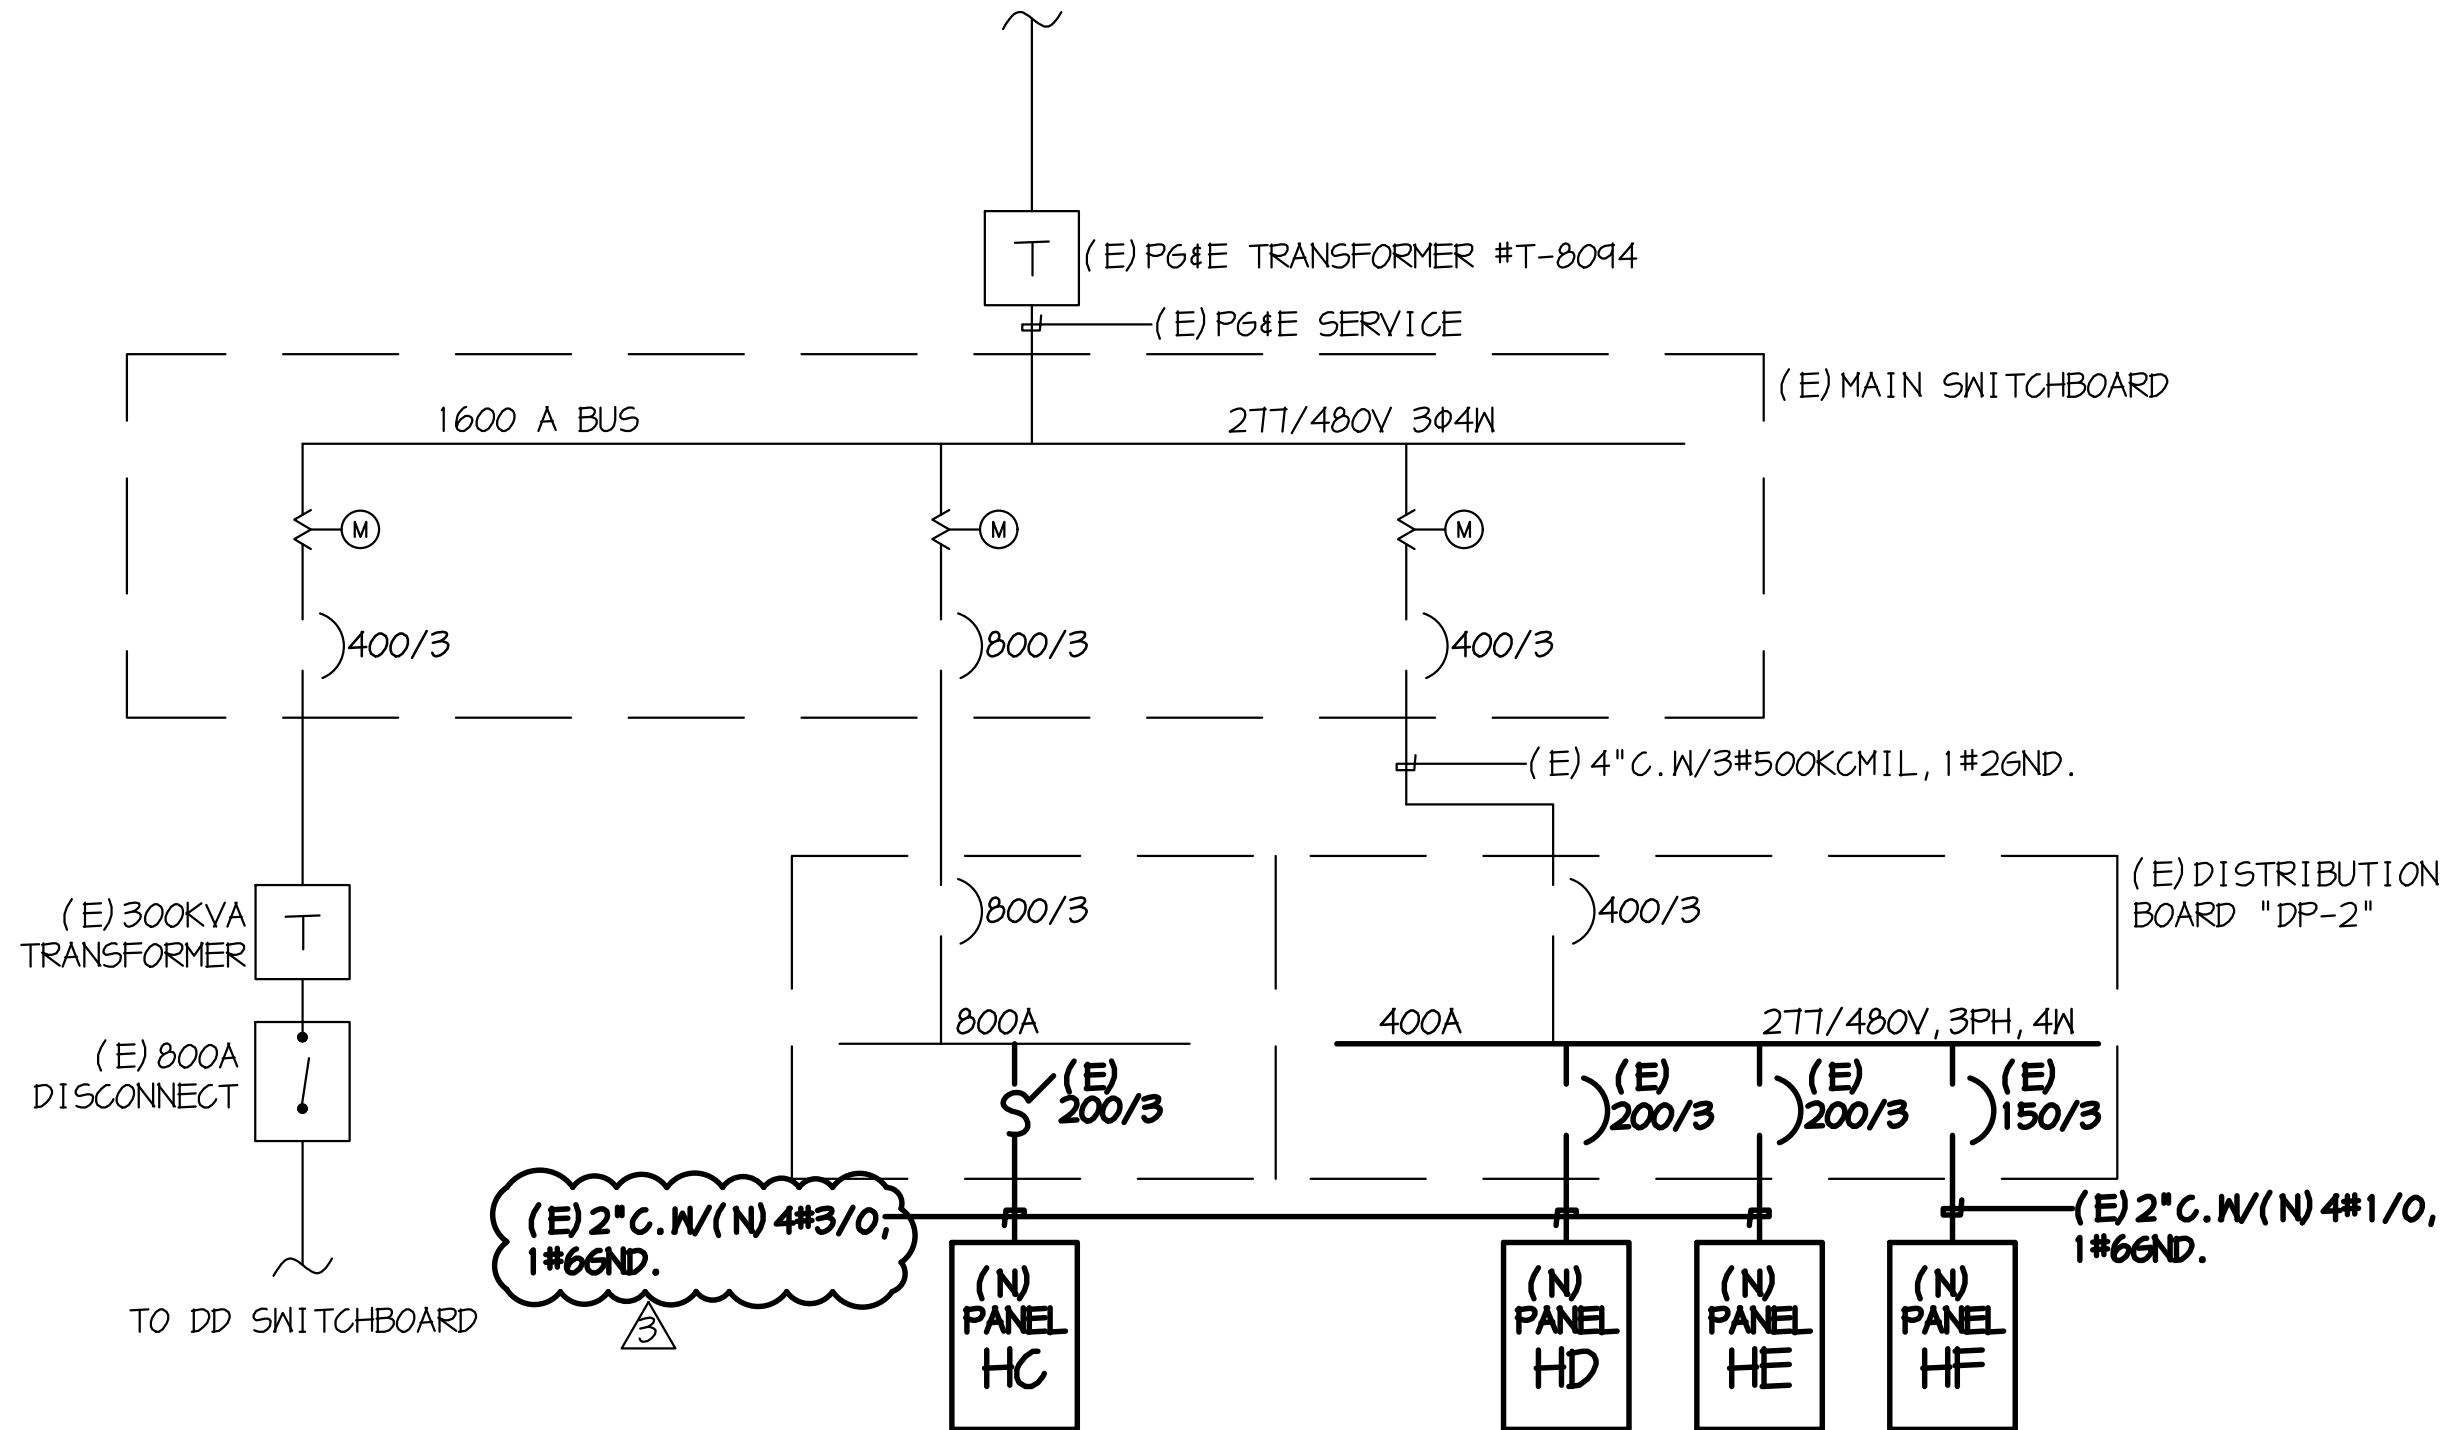 T
(E)PG&E TRANSFORMER #T-8094
(E)PG&E SERVICE
(E)MAIN SWITCHBOARD
1600 A BUS
277/480V 3Φ4W
M
M
M
400/3
800/3
400/3
(E)4"C.W/3#500KCMIL,1#2GND.
(E)DISTRIBUTION
BOARD "DP-2"
(E)300KVA
TRANSFORMER
T
800/3
400/3
(E)800A
DISCONNECT
800A
400A
277/480V,3PH,4W
(E)
200/3
(E)
200/3
(E)
200/3
(E)
150/3
(E)2"C.W/(N)4#3/0,
1#6GND.
(E)2"C.W/(N)4#1/0,
1#6GND.
TO DD SWITCHBOARD
3
(N)
PANEL
HC
(N)
PANEL
HD
(N)
PANEL
HE
(N)
PANEL
HF